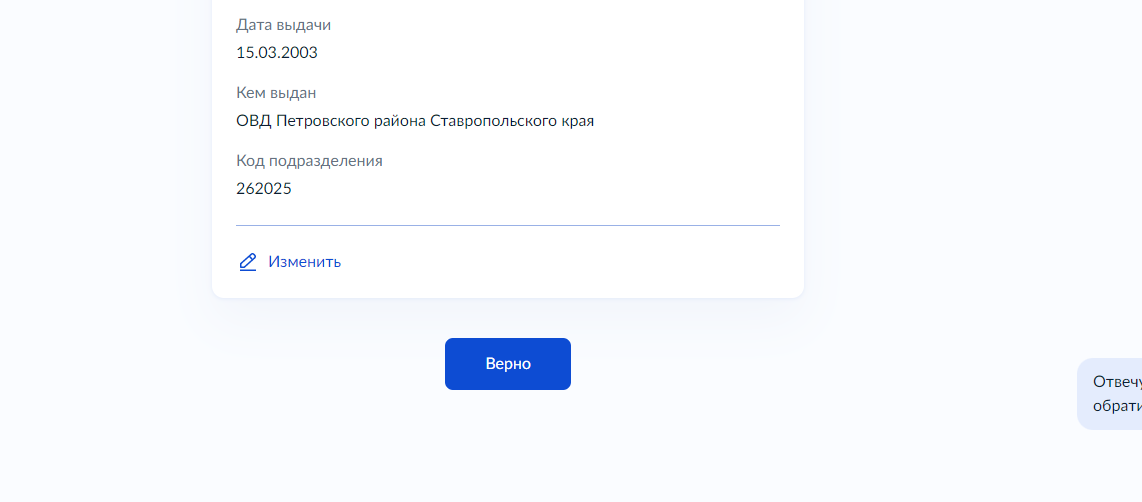 Дата выдачи
15.03.2003
Кем выдан
ОВД Петровского района Ставропольского края
Код подразделения
262025
Изменить
Верно